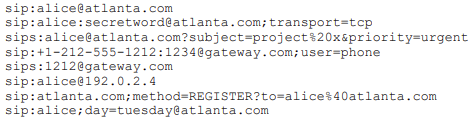 sip:alice@atlanta.com
sip:alice:secretword@atlanta.com;transport=tcp
sips:alice@atlanta.com?subject=project%20x&priority=urgent
sip:+1-212-555-1212:1234@gateway.com;user=phone
sips:1212@gateway.com
sip:alice@192.0.2.4
sip:atlanta.com;method=REGISTER?to=alice%40atlanta.com
sip:alice;day=tuesday@atlanta.com